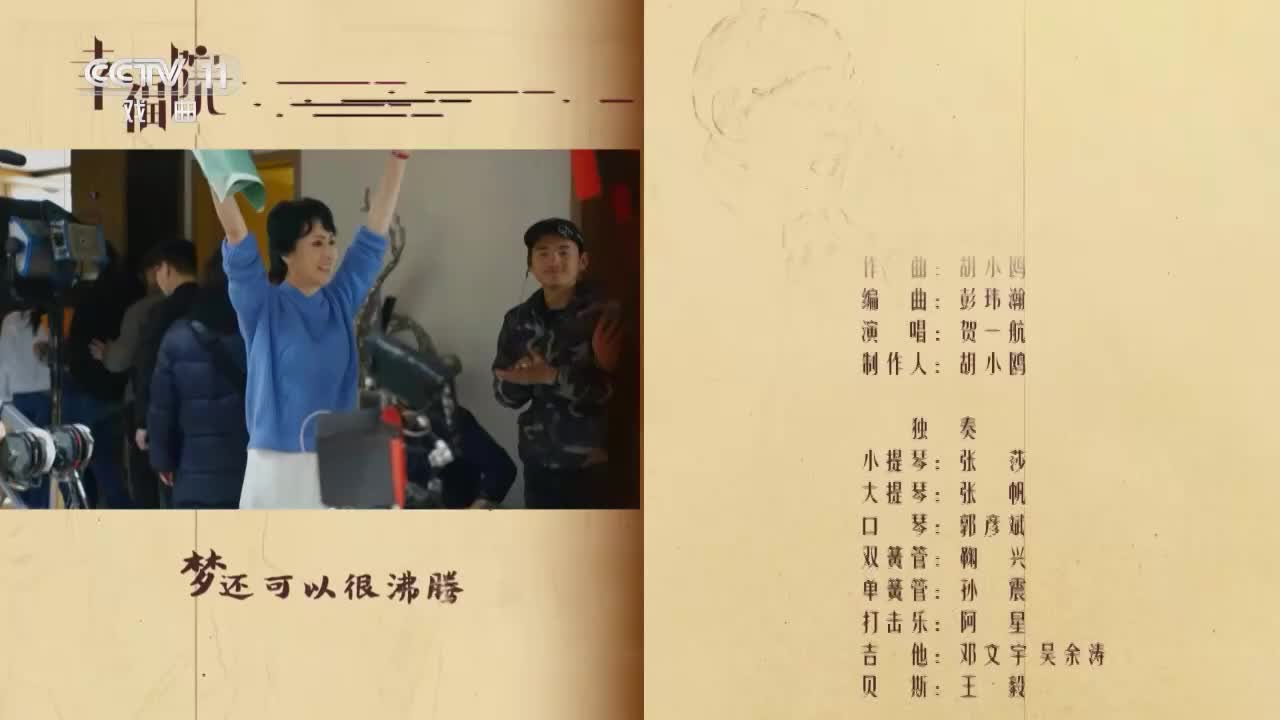 幸福院
CCTV 11
戏曲
梦还可以很沸腾
作曲：胡小鸥
编曲：彭玮瀚
演唱：贺一航
制作人：胡小鸥
独奏
小提琴：张莎
大提琴：张帆
口琴：郭彦斌
双簧管：鞠兴
单簧管：孙震
打击乐：阿星
吉他：邓文宇 吴余涛
贝斯：王毅